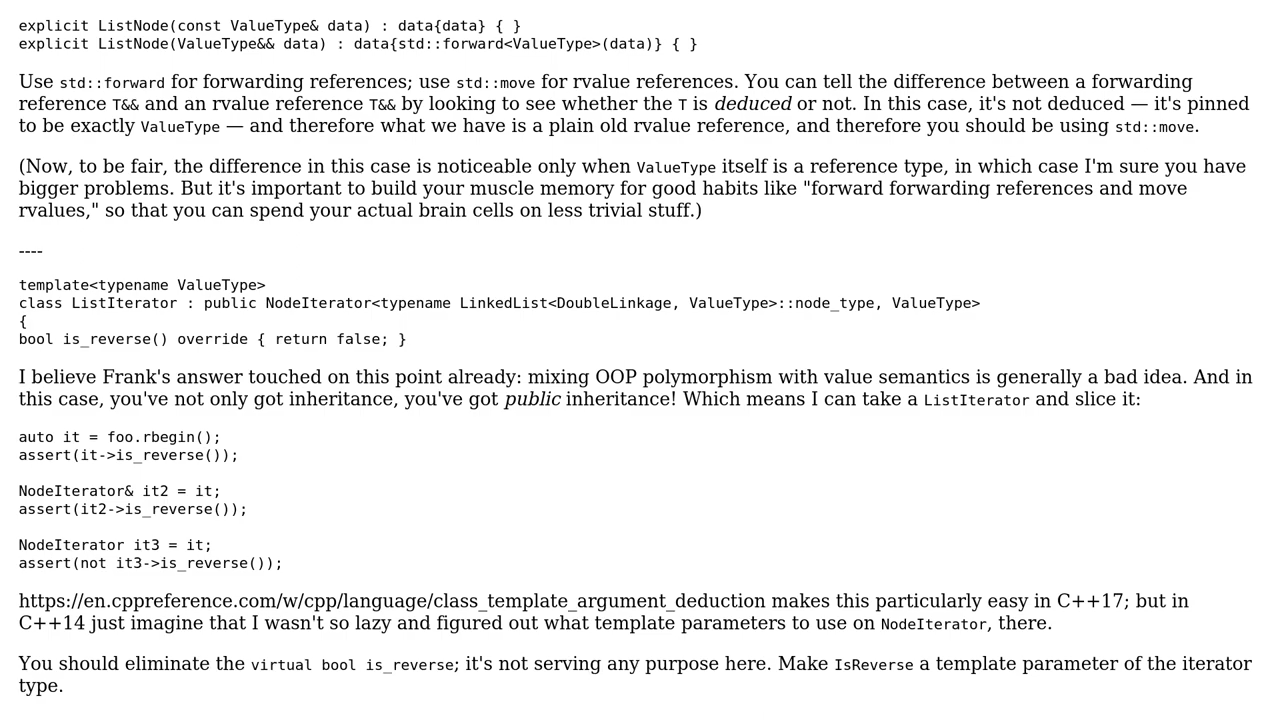 explicit ListNode(const ValueType& data) : data{data} { }
explicit ListNode(ValueType&& data) : data{std::forward<ValueType>(data)} { }
Use std::forward for forwarding references; use std::move for rvalue references. You can tell the difference between a forwarding
reference T&& and an rvalue reference T&& by looking to see whether the T is deduced or not. In this case, it's not deduced — it's pinned
to be exactly ValueType — and therefore what we have is a plain old rvalue reference, and therefore you should be using std::move.
(Now, to be fair, the difference in this case is noticeable only when ValueType itself is a reference type, in which case I'm sure you have
bigger problems. But it's important to build your muscle memory for good habits like "forward forwarding references and move
rvalues," so that you can spend your actual brain cells on less trivial stuff.)
----
template<typename ValueType>
class ListIterator : public NodeIterator<typename LinkedList<DoubleLinkage, ValueType>::node_type, ValueType>
{
bool is_reverse() override { return false; }
I believe Frank's answer touched on this point already: mixing OOP polymorphism with value semantics is generally a bad idea. And in
this case, you've not only got inheritance, you've got public inheritance! Which means I can take a ListIterator and slice it:
auto it = foo.rbegin();
assert(it->is_reverse());
NodeIterator& it2 = it;
assert(it2->is_reverse());
NodeIterator it3 = it;
assert(not it3->is_reverse());
https://en.cppreference.com/w/cpp/language/class_template_argument_deduction makes this particularly easy in C++17; but in
C++14 just imagine that I wasn't so lazy and figured out what template parameters to use on NodeIterator, there.
You should eliminate the virtual bool is_reverse; it's not serving any purpose here. Make IsReverse a template parameter of the iterator
type.